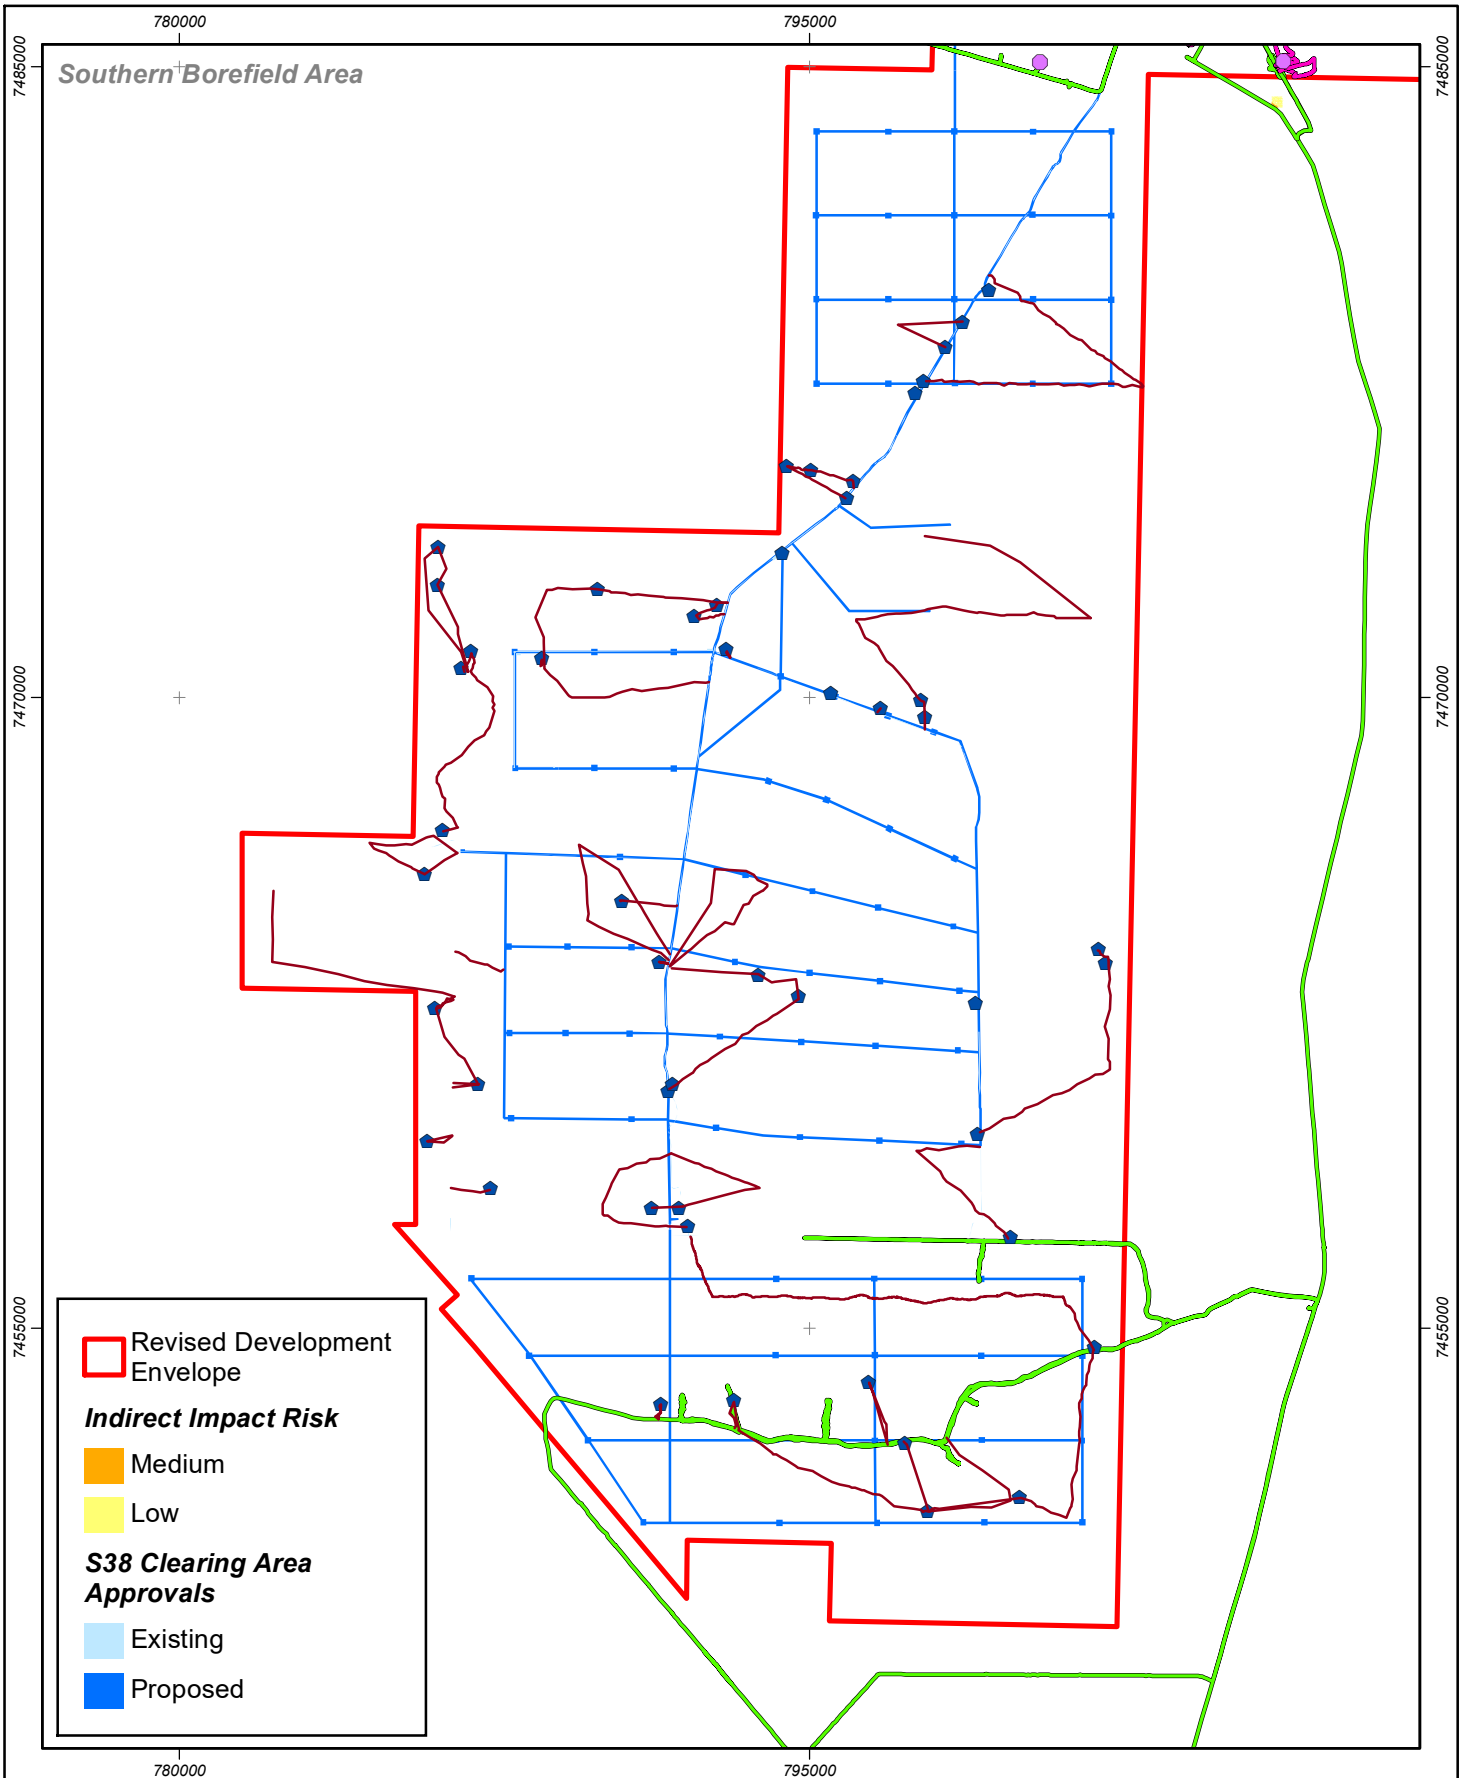 780000
795000
7485000
7485000
Southern Borefield Area
7470000
7470000
7455000
7455000
Revised Development
Envelope
Indirect Impact Risk
Medium
Low
S38 Clearing Area
Approvals
Existing
Proposed
780000
795000